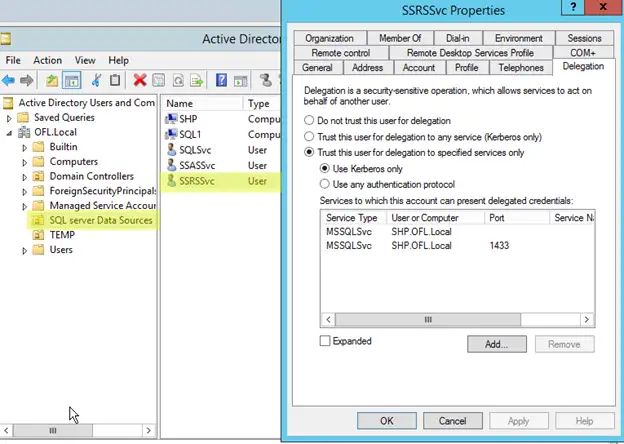 Active Directory
File Action View Help
Active Directory Users and Com
Saved Queries
OFL.Local
Builtin
Computers
Domain Controllers
ForeignSecurityPrincipals
Managed Service Accour
SQL server Data Sources
TEMP
Users
Name Type
SHP Compu
SQL1 Compu
SQLSvc User
SSASSvc User
SSRSSvc User
SSRSSvc Properties
? x
Organization Member Of Dial-in Environment Sessions
Remote control Remote Desktop Services Profile COM+
General Address Account Profile Telephones Delegation
Delegation is a security-sensitive operation, which allows services to act on
behalf of another user.
Do not trust this user for delegation
Trust this user for delegation to any service (Kerberos only)
Trust this user for delegation to specified services only
Use Kerberos only
Use any authentication protocol
Services to which this account can present delegated credentials:
Service Type User or Computer Port Service Na
MSSQLSvc SHP.OFL.Local
MSSQLSvc SHP.OFL.Local 1433
Expanded Add... Remove
OK Cancel Apply Help